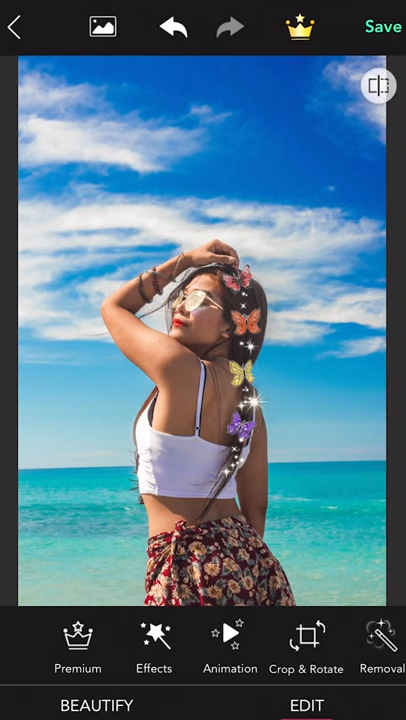 Save
Premium
Effects
Animation
Crop & Rotate
Removal
BEAUTIFY
EDIT